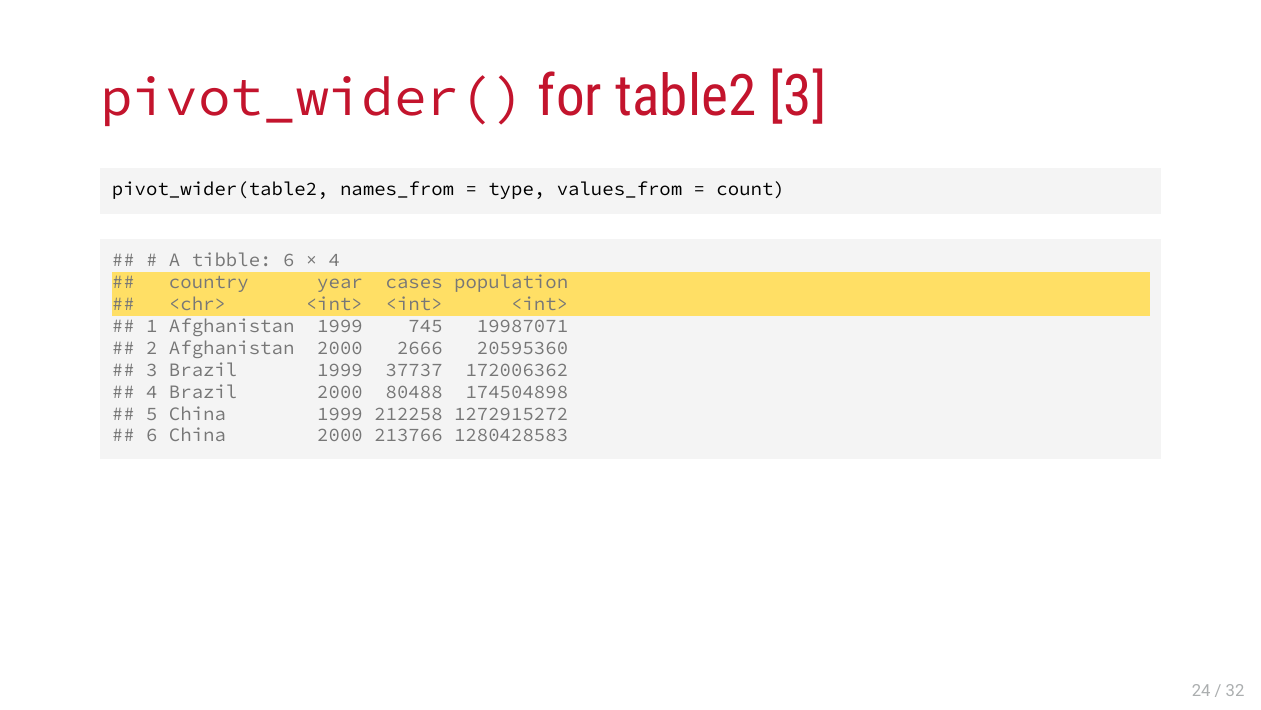 pivot_wider() for table2 [3]
pivot_wider(table2, names_from = type, values_from = count)
## # A tibble: 6 × 4
##   country      year  cases population
##   <chr>       <int>  <int>      <int>
## 1 Afghanistan  1999    745   19987071
## 2 Afghanistan  2000   2666   20595360
## 3 Brazil       1999  37737  172006362
## 4 Brazil       2000  80488  174504898
## 5 China        1999 212258 1272915272
## 6 China        2000 213766 1280428583
24 / 32